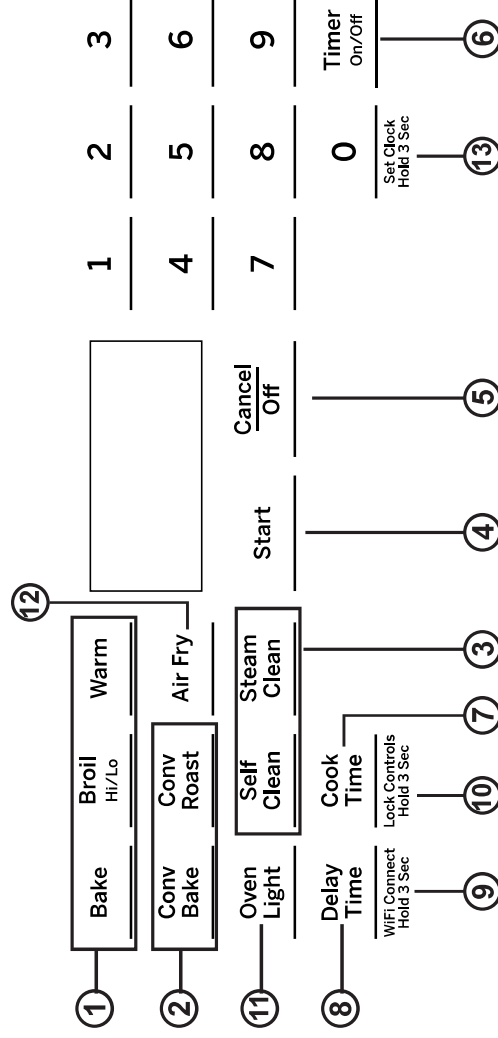 12
1
Bake
Broil
Hi/Lo
Warm
1
2
3
2
Conv
Bake
Conv
Roast
Air Fry
4
5
6
11
Oven
Light
Self
Clean
Steam
Clean
Start
Cancel
Off
7
8
9
8
Delay
Time
WiFi Connect
Hold 3 Sec
Cook
Time
Lock Controls
Hold 3 Sec
0
Set Clock
Hold 3 Sec
Timer
On/Off
9
10
7
3
4
5
13
6